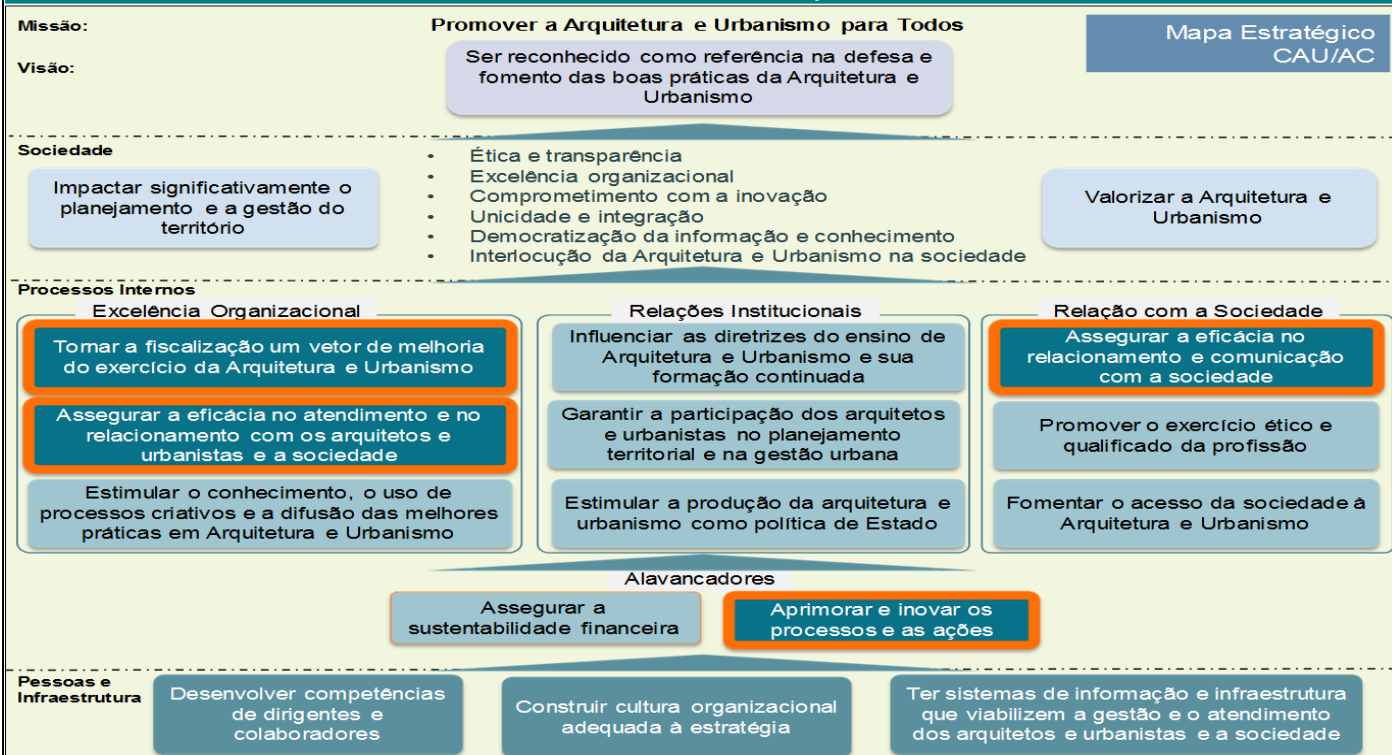 Missão:
Promover a Arquitetura e Urbanismo para Todos
Mapa Estratégico
CAU/AC
Visão:
Ser reconhecido como referência na defesa e
fomento das boas práticas da Arquitetura e
Urbanismo
Sociedade
Impactar significativamente o
planejamento e a gestão do
território
• Ética e transparência
• Excelência organizacional
• Comprometimento com a inovação
• Unicidade e integração
• Democratização da informação e conhecimento
• Interlocução da Arquitetura e Urbanismo na sociedade
Valorizar a Arquitetura e
Urbanismo
Processos Internos
Excelência Organizacional
Tornar a fiscalização um vetor de melhoria
do exercício da Arquitetura e Urbanismo
Assegurar a eficácia no atendimento e no
relacionamento com os arquitetos e
urbanistas e a sociedade
Estimular o conhecimento, o uso de
processos criativos e a difusão das melhores
práticas em Arquitetura e Urbanismo
Relações Institucionais
Influenciar as diretrizes do ensino de
Arquitetura e Urbanismo e sua
formação continuada
Garantir a participação dos arquitetos
e urbanistas no planejamento
territorial e na gestão urbana
Estimular a produção da arquitetura e
urbanismo como política de Estado
Relação com a Sociedade
Assegurar a eficácia no
relacionamento e comunicação
com a sociedade
Promover o exercício ético e
qualificado da profissão
Fomentar o acesso da sociedade à
Arquitetura e Urbanismo
Alavancadores
Assegurar a
sustentabilidade financeira
Aprimorar e inovar os
processos e as ações
Pessoas e
Infraestrutura
Desenvolver competências
de dirigentes e
colaboradores
Construir cultura organizacional
adequada à estratégia
Ter sistemas de informação e infraestrutura
que viabilizem a gestão e o atendimento
dos arquitetos e urbanistas e a sociedade